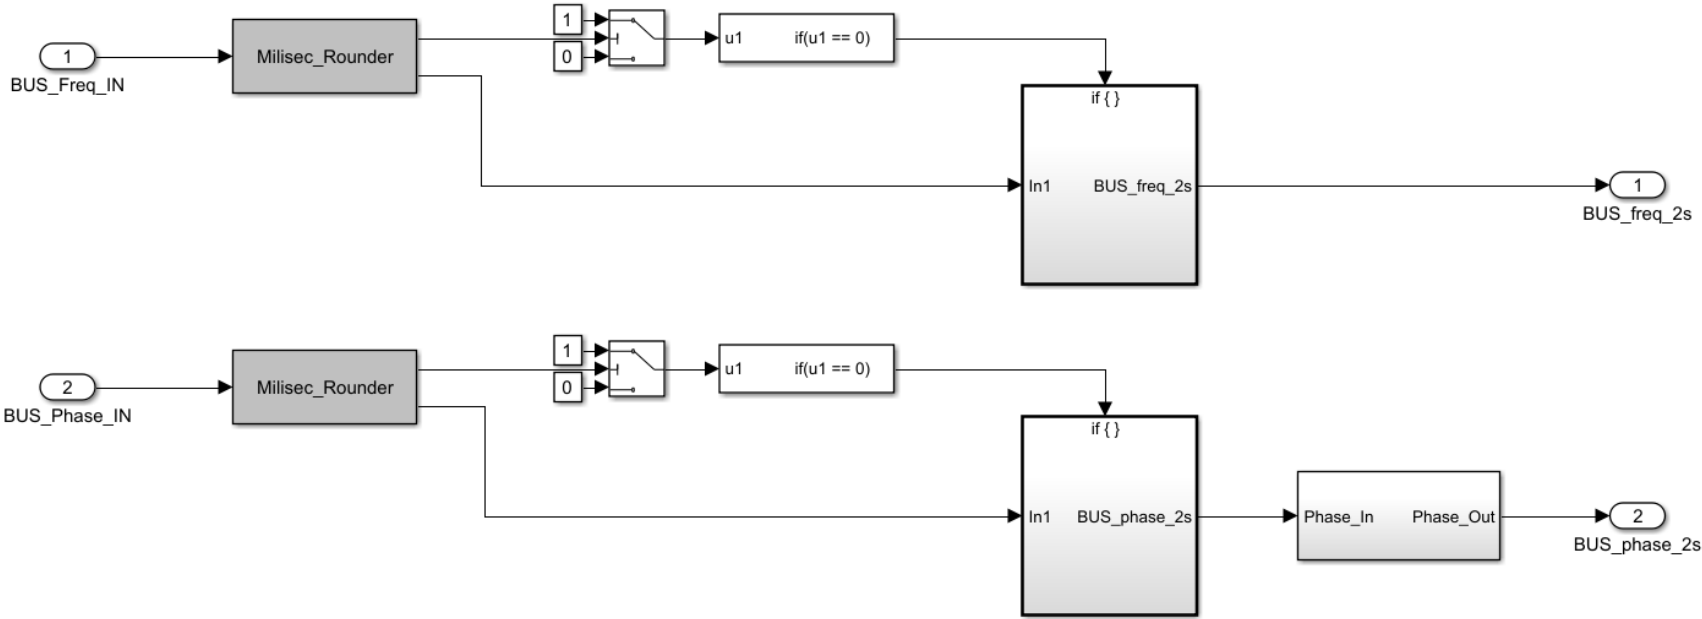 1
BUS_Freq_IN
Milisec_Rounder
1
0
u1 if(u1 == 0)
if { }
In1 BUS_freq_2s
1
BUS_freq_2s
2
BUS_Phase_IN
Milisec_Rounder
1
0
u1 if(u1 == 0)
if { }
In1 BUS_phase_2s
Phase_In Phase_Out
2
BUS_phase_2s